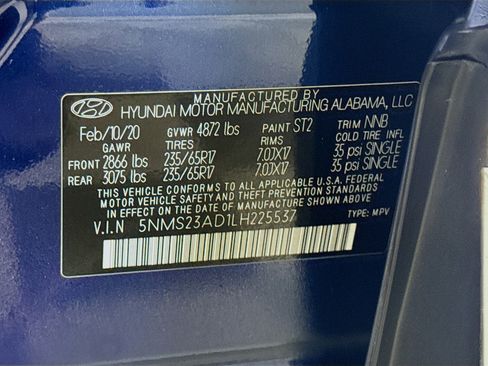 MANUFACTURED BY
HYUNDAI MOTOR MANUFACTURING ALABAMA, LLC
Feb/10/20 GVWR 4872 lbs PAINT ST2 TRIM NNB
GAWR TIRES RIMS COLD TIRE INFL
FRONT 2866 lbs 235/65R17 7.0JX17 35 psi SINGLE
REAR 3075 lbs 235/65R17 7.0JX17 35 psi SINGLE
THIS VEHICLE CONFORMS TO ALL APPLICABLE U.S.A. FEDERAL
MOTOR VEHICLE SAFETY AND THEFT PREVENTION STANDARDS
IN EFFECT ON THE DATE OF MANUFACTURE SHOWN ABOVE
V.I.N 5NMS23AD1LH225537 TYPE: MPV